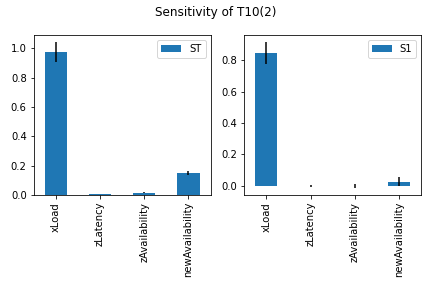 Sensitivity of T10(2)
ST
1.0
0.8
0.6
0.4
0.2
0.0
xLoad
zLatency
zAvailability
newAvailability
S1
0.8
0.6
0.4
0.2
0.0
xLoad
zLatency
zAvailability
newAvailability